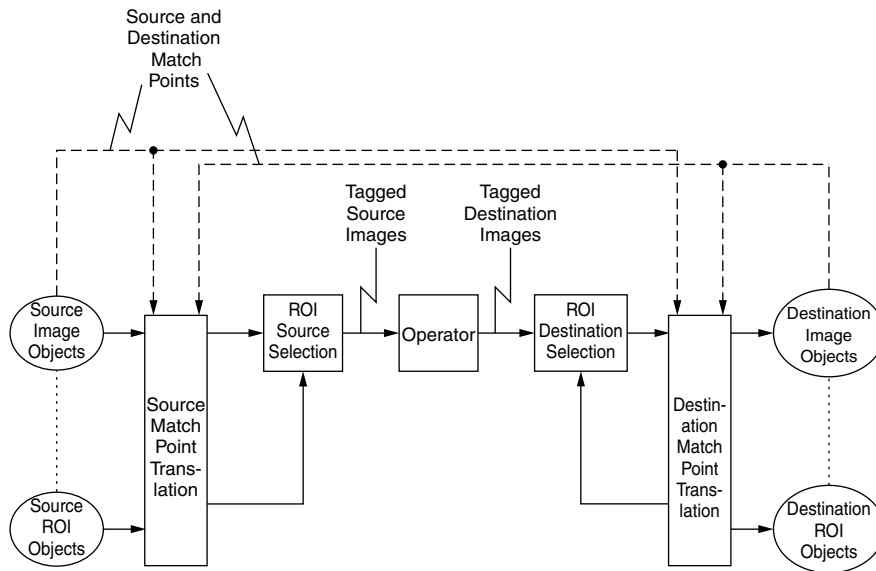 Source and
Destination
Match
Points
Tagged
Source
Images
Tagged
Destination
Images
Source
Image
Objects
ROI
Source
Selection
Operator
ROI
Destination
Selection
Destination
Image
Objects
Source
Match
Point
Trans-
lation
Destin-
ation
Match
Point
Trans-
lation
Source
ROI
Objects
Destination
ROI
Objects